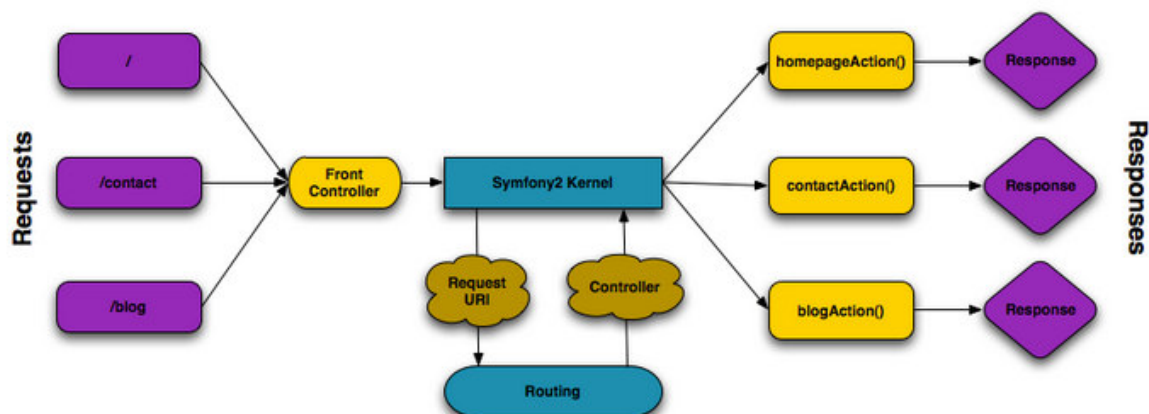 Requests
/
/contact
/blog
Front
Controller
Symfony2 Kernel
Request
URI
Controller
Routing
homepageAction()
contactAction()
blogAction()
Response
Response
Response
Responses